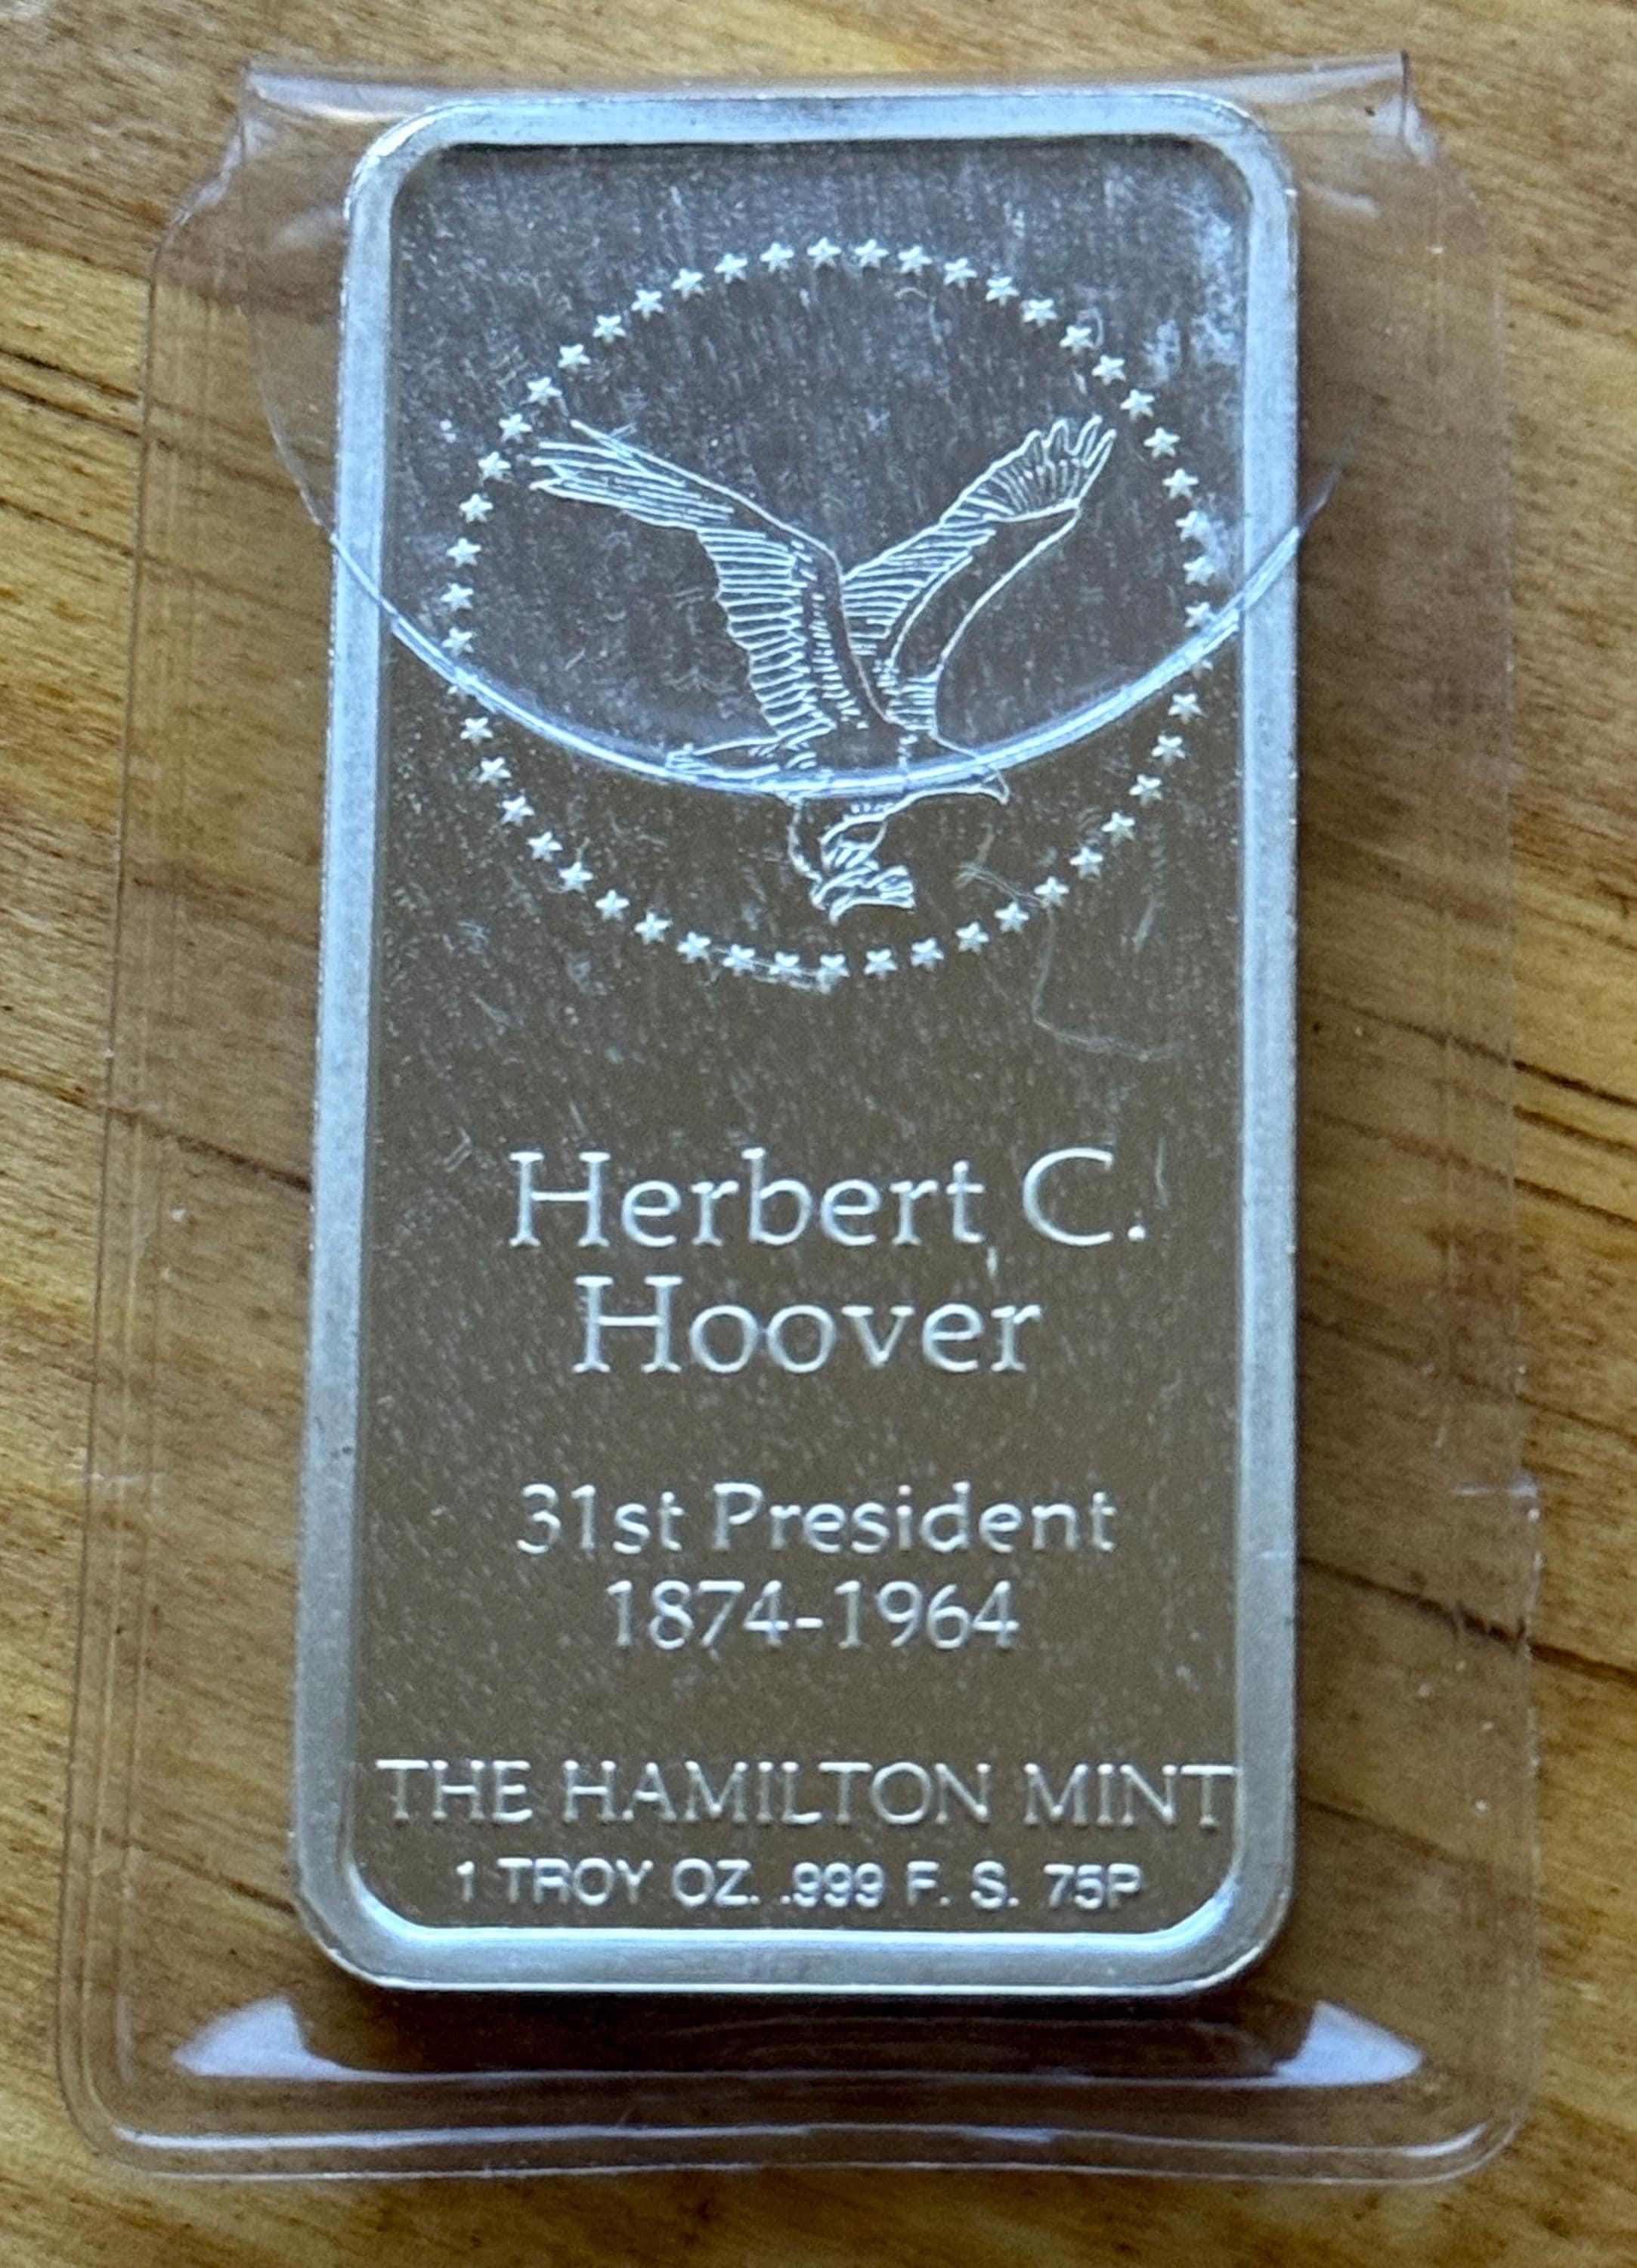 Herbert C.
Hoover
31st President
1874-1964
THE HAMILTON MINT
1 TROY OZ. .999 F. S. 75P